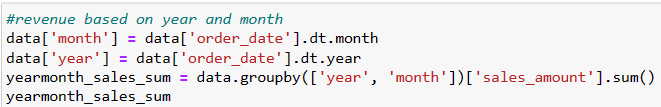 #revenue based on year and month
data['month'] = data['order_date'].dt.month
data['year'] = data['order_date'].dt.year
yearmonth_sales_sum = data.groupby(['year', 'month'])['sales_amount'].sum()
yearmonth_sales_sum